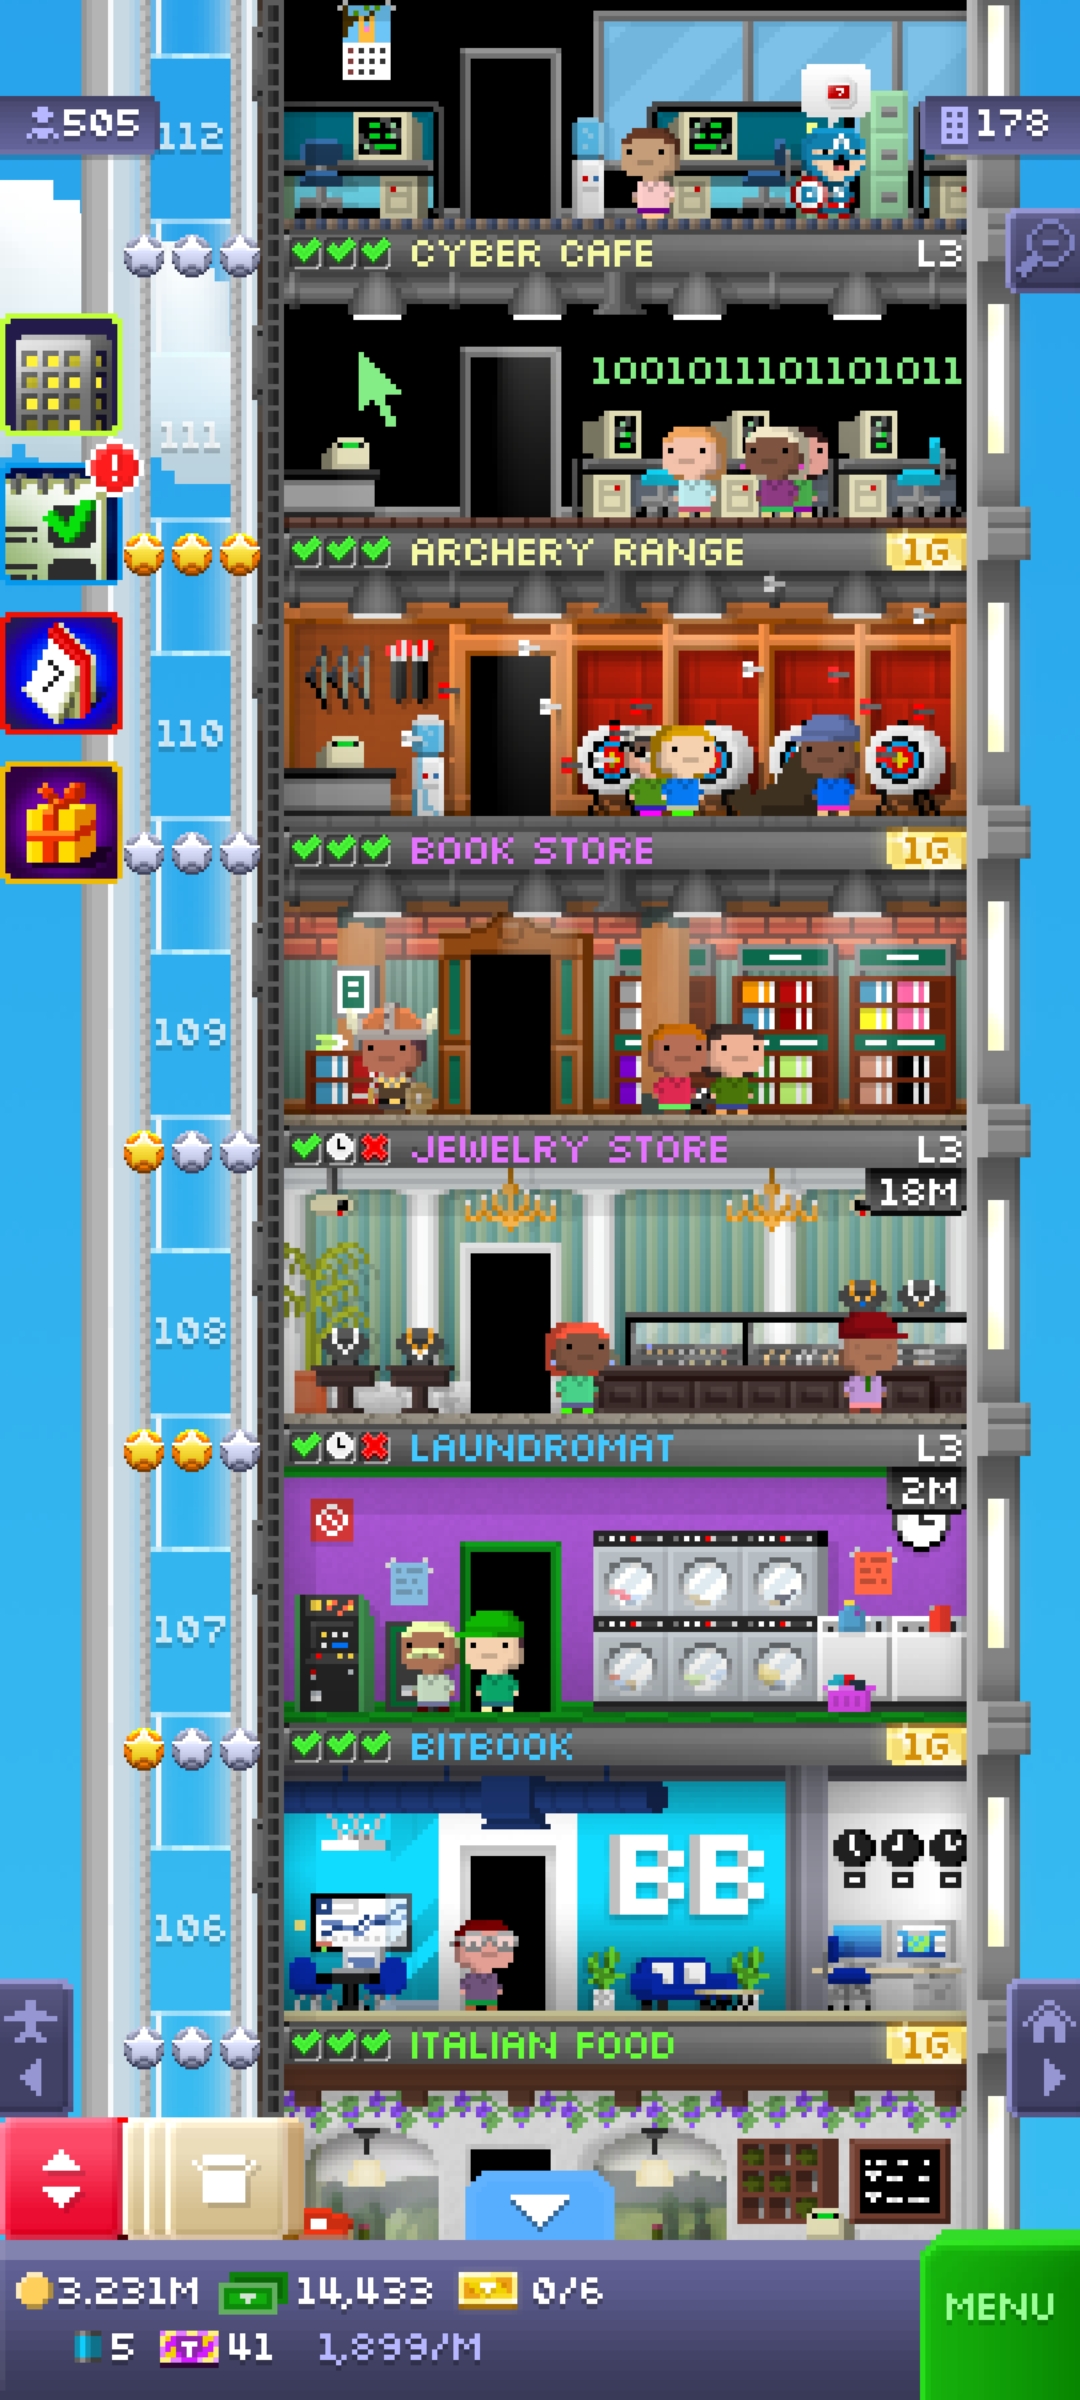 505
112
178
CYBER CAFE
L3
1001011101101011
111
ARCHERY RANGE
1G
110
BOOK STORE
1G
109
JEWELRY STORE
L3
18M
108
LAUNDROMAT
L3
2M
107
BITBOOK
1G
BB
106
ITALIAN FOOD
1G
3.231M
14,433
0/6
MENU
5
T
41
1,899/M